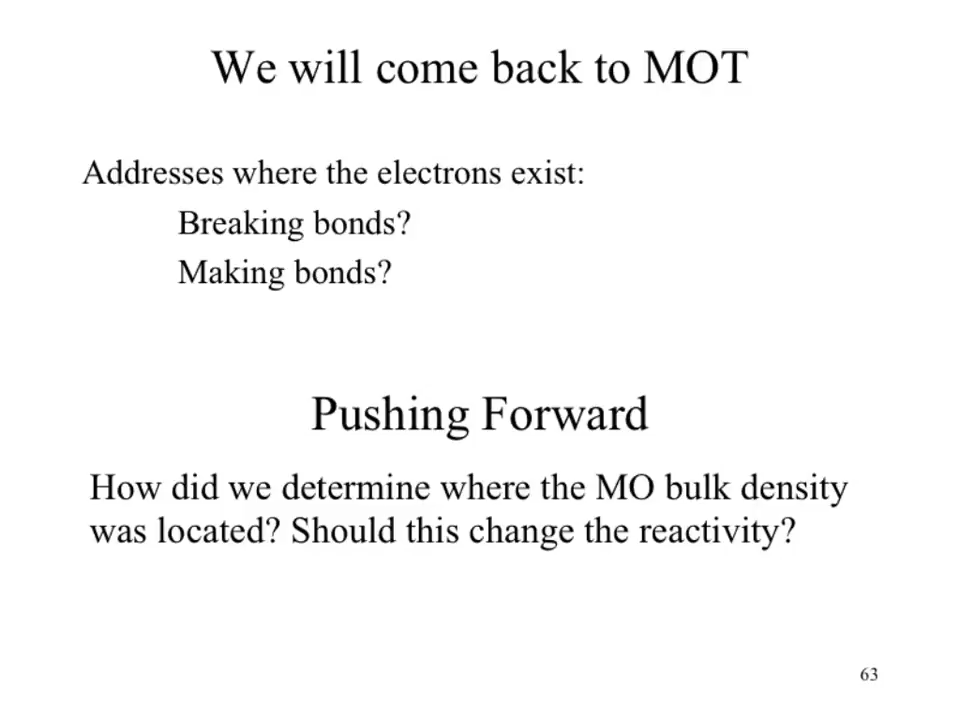 We will come back to MOT
Addresses where the electrons exist:
Breaking bonds?
Making bonds?
Pushing Forward
How did we determine where the MO bulk density
was located? Should this change the reactivity?
63